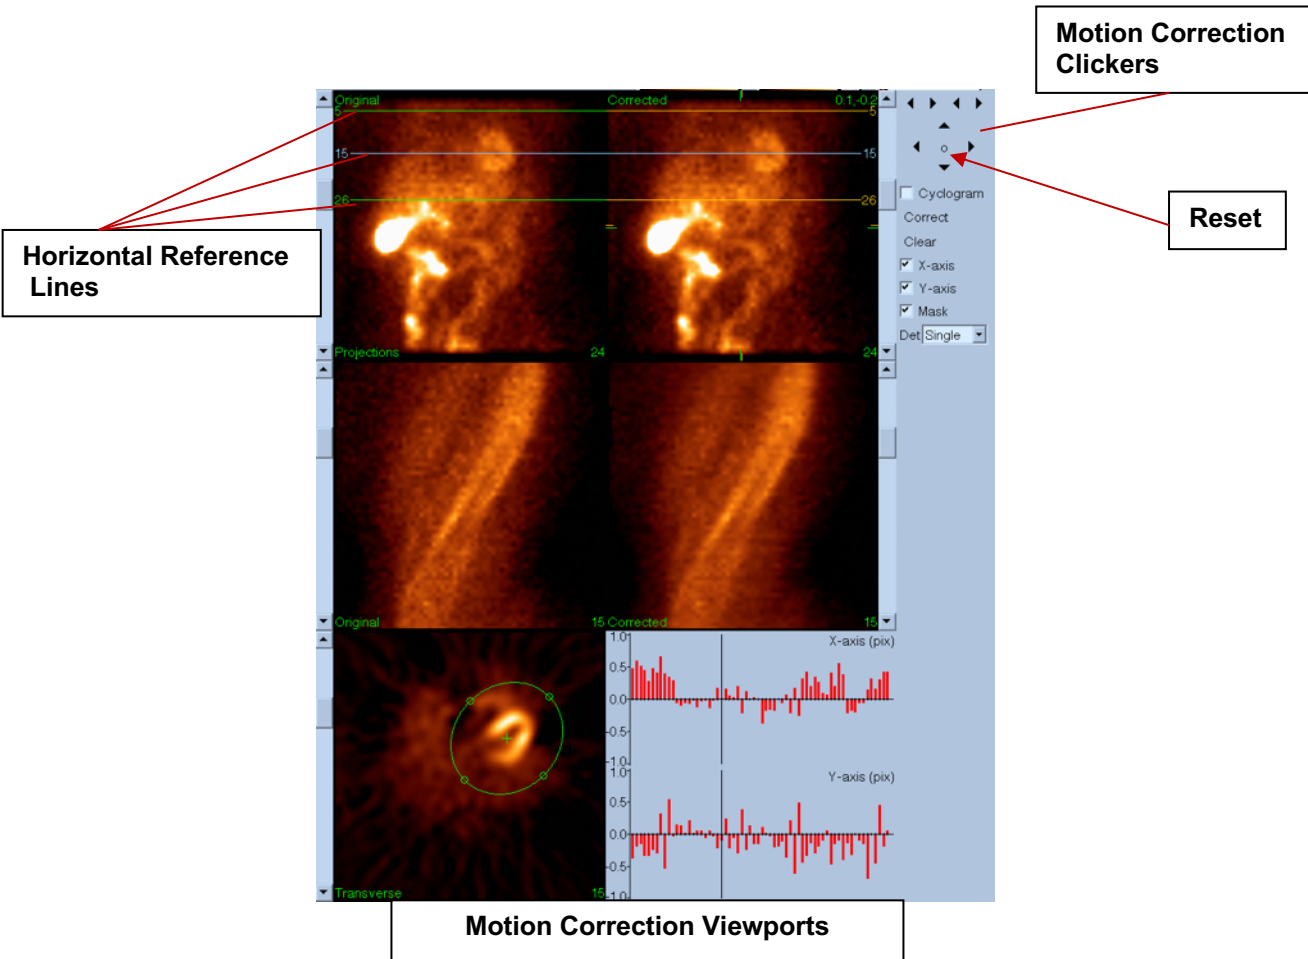 Motion Correction
Clickers
Original
Corrected
0.1,-0.2
5
5
15
15
26
26
Cyclogram
Correct
Clear
X-axis
Y-axis
Mask
Det Single
Reset
Horizontal Reference
Lines
Projections
24
24
Original
15
Corrected
15
X-axis (pix)
1.0
0.5
0.0
-0.5
-1.0
Y-axis (pix)
1.0
0.5
0.0
-0.5
-1.0
Transverse
15
Motion Correction Viewports